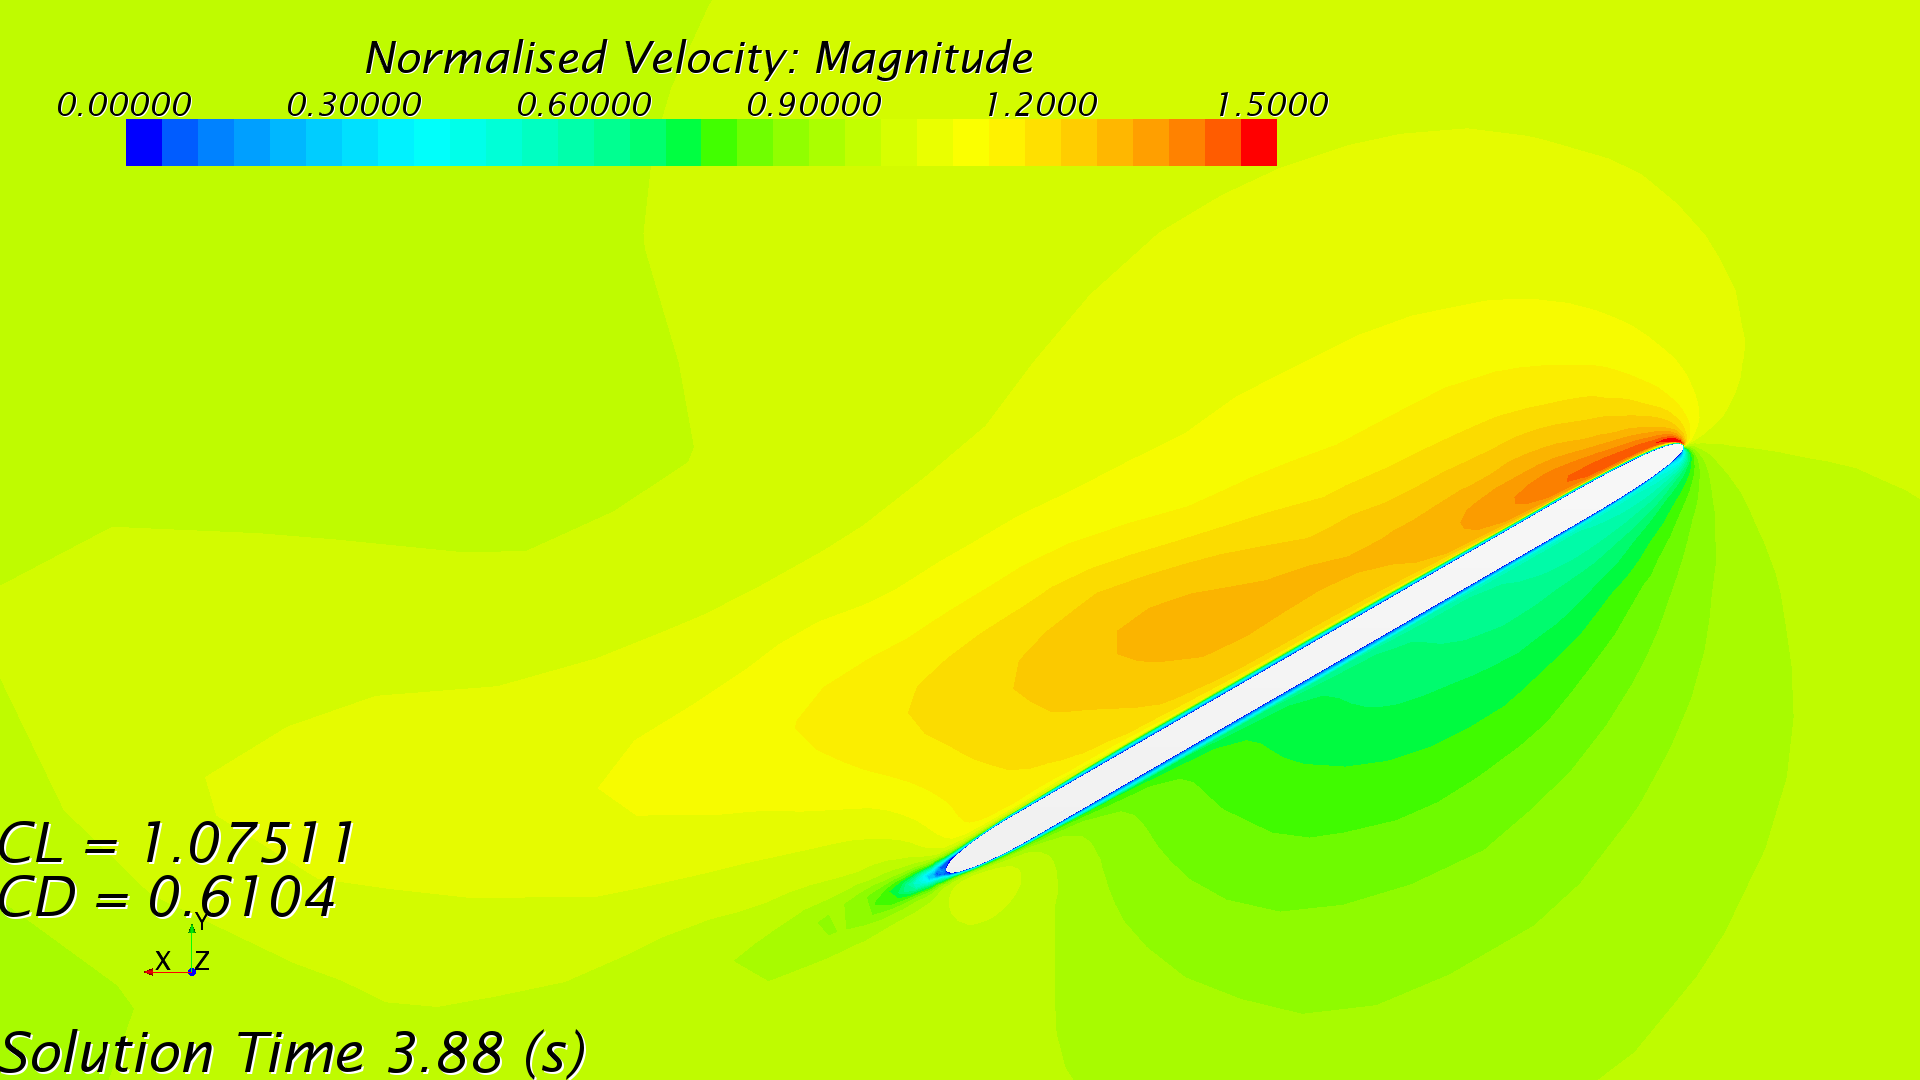 Normalised Velocity: Magnitude
0.00000 0.30000 0.60000 0.90000 1.2000 1.5000
CL = 1.07511
CD = 0.6104
Y
X Z
Solution Time 3.88 (s)